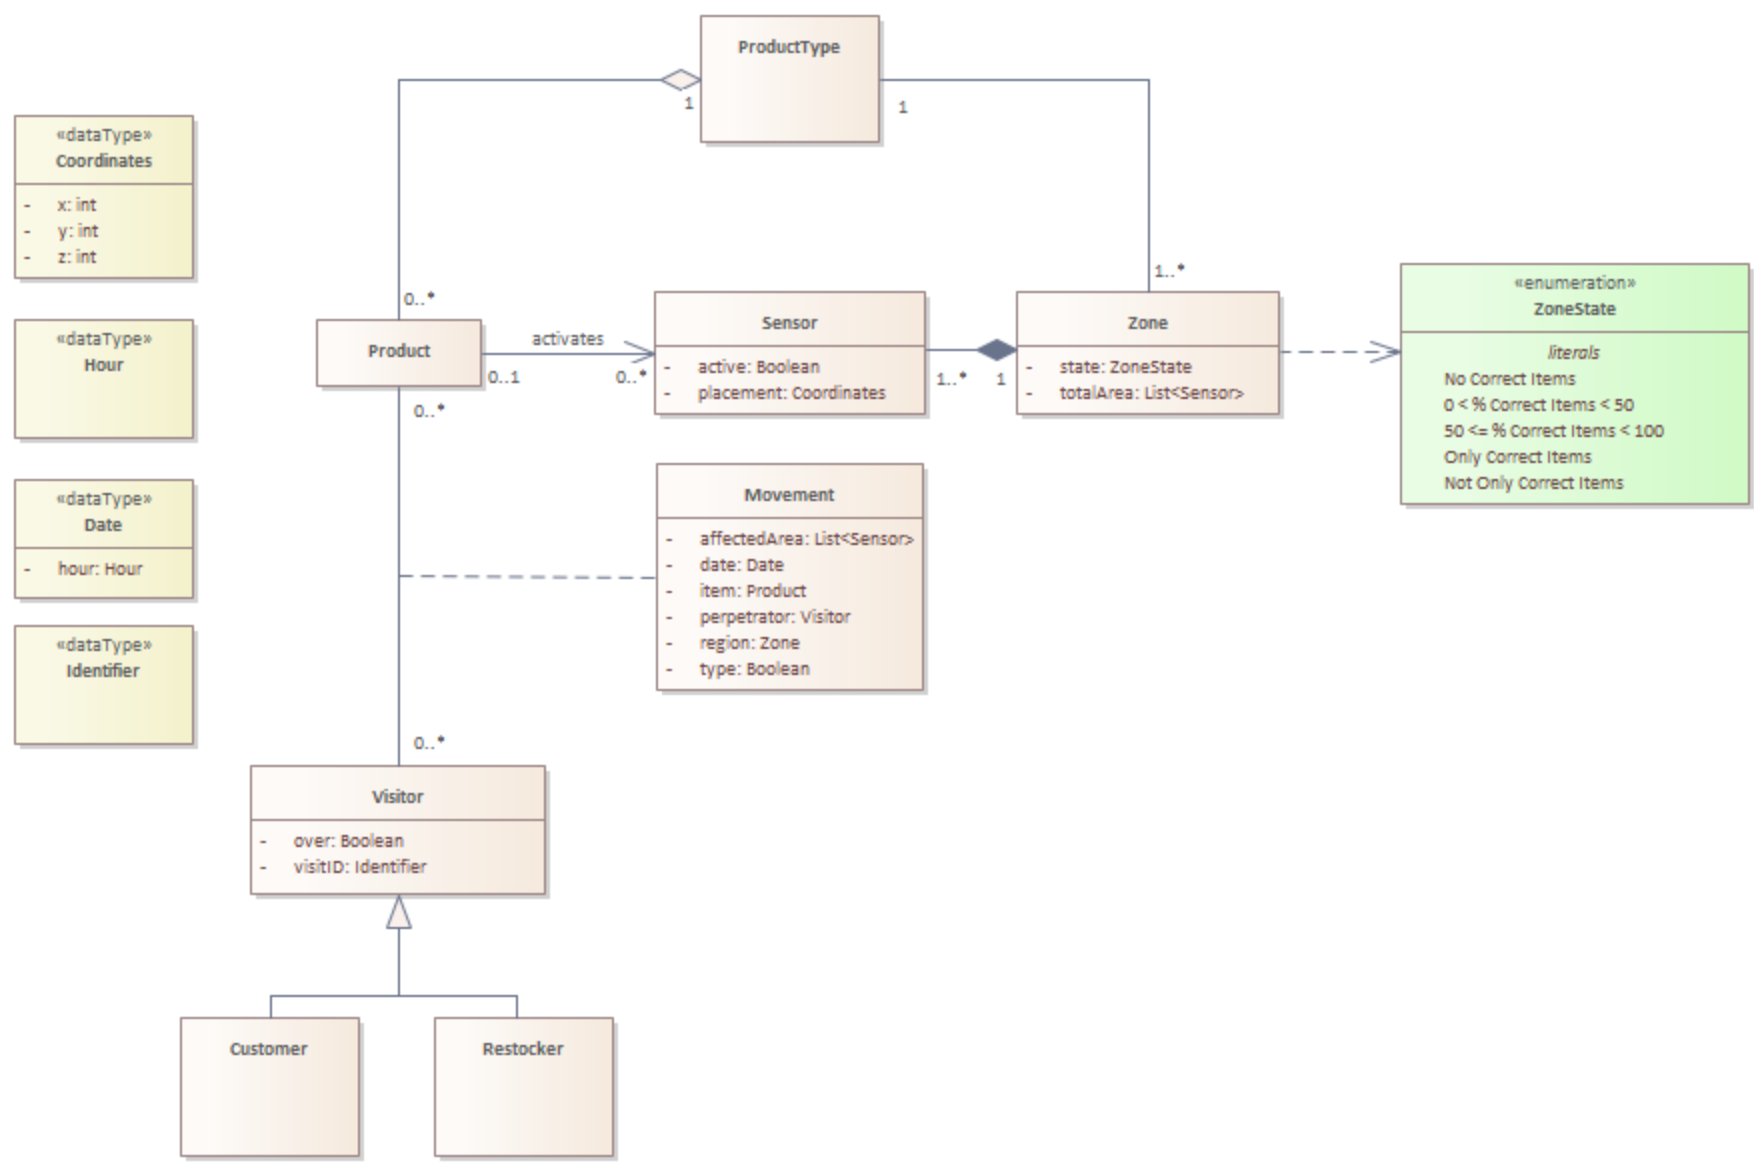 ProductType
1
1
«dataType»
Coordinates
- x: int
- y: int
- z: int
0..*
1..*
«dataType»
Hour
Product
activates
0..1
0..*
Sensor
- active: Boolean
- placement: Coordinates
1..*
1
Zone
- state: ZoneState
- totalArea: List<Sensor>
«enumeration»
ZoneState
literals
No Correct Items
0 < % Correct Items < 50
50 <= % Correct Items < 100
Only Correct Items
Not Only Correct Items
0..*
«dataType»
Date
- hour: Hour
Movement
- affectedArea: List<Sensor>
- date: Date
- item: Product
- perpetrator: Visitor
- region: Zone
- type: Boolean
«dataType»
Identifier
0..*
Visitor
- over: Boolean
- visitID: Identifier
Customer
Restocker